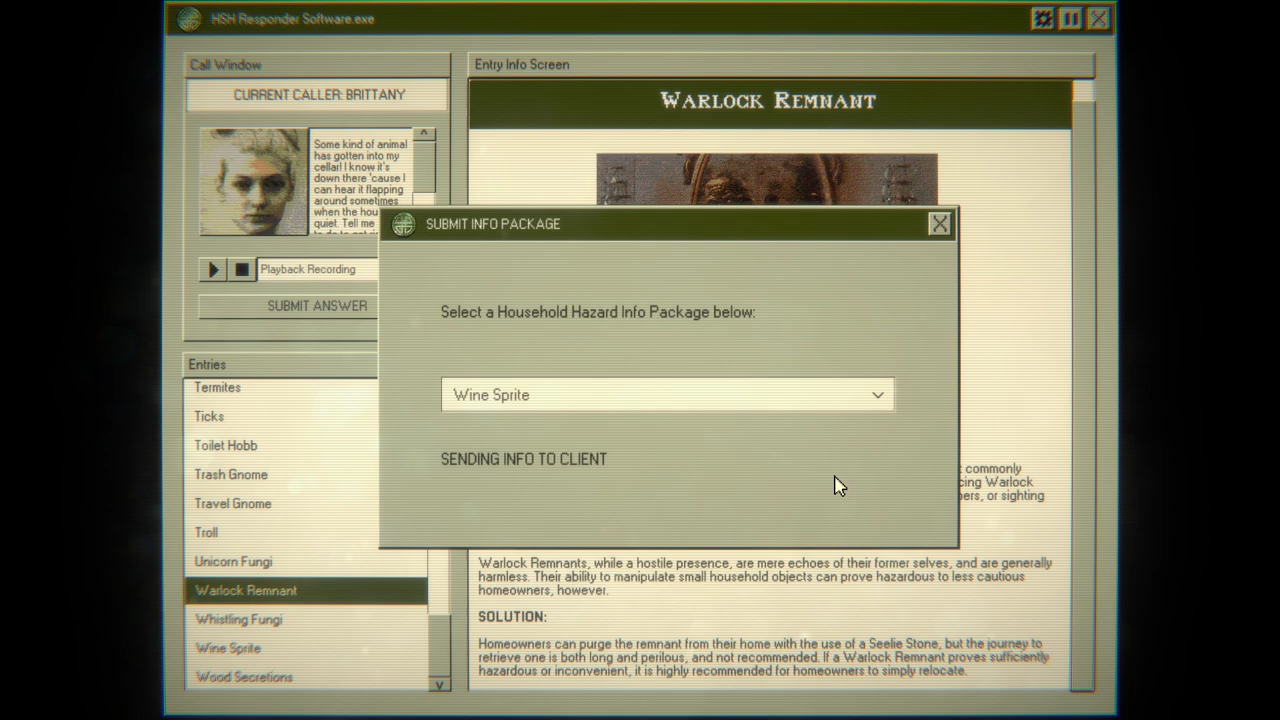 HSH Responder Software.exe
Call Window
Entry Info Screen
CURRENT CALLER: BRITTANY
WARLOCK REMNANT
Some kind of animal
has gotten into my
cellar! I know it's
down there 'cause I
can hear it flapping
around sometimes
when the hou
quiet. Tell me
SUBMIT INFO PACKAGE
Playback Recording
SUBMIT ANSWER
Select a Household Hazard Info Package below:
Wine Sprite
SENDING INFO TO CLIENT
Entries
Termites
Ticks
Toilet Hobb
Trash Gnome
Travel Gnome
Troll
Unicorn Fungi
Warlock Remnant
Whistling Fungi
Wine Sprite
Wood Secretions
commonly
cing Warlock
pers, or sighting
Warlock Remnants, while a hostile presence, are mere echoes of their former selves, and are generally
harmless. Their ability to manipulate small household objects can prove hazardous to less cautious
homeowners, however.
SOLUTION:
Homeowners can purge the remnant from their home with the use of a Seelie Stone, but the journey to
retrieve one is both long and perilous, and not recommended. If a Warlock Remnant proves sufficiently
hazardous or inconvenient, it is highly recommended for homeowners to simply relocate.